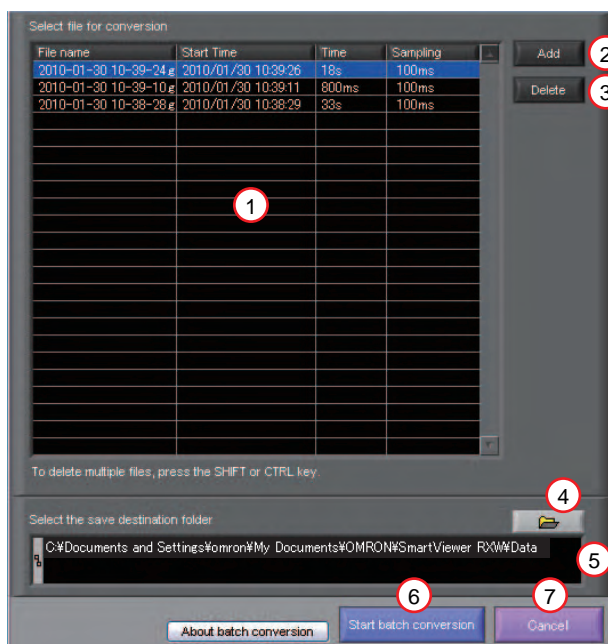 Select file for conversion
File name Start Time Time Sampling
Add 2
2010-01-30 10-39-24g 2010/01/30 10:39:26 18s 100ms
2010-01-30 10-39-10g 2010/01/30 10:39:11 800ms 100ms
Delete 3
2010-01-30 10-38-28g 2010/01/30 10:38:29 33s 100ms
1
To delete multiple files, press the SHIFT or CTRL key.
4
Select the save destination folder
C:¥Documents and Settings¥omron¥My Documents¥OMRON¥SmartViewer RXW¥Data
5
6 7
About batch conversion Start batch conversion Cancel